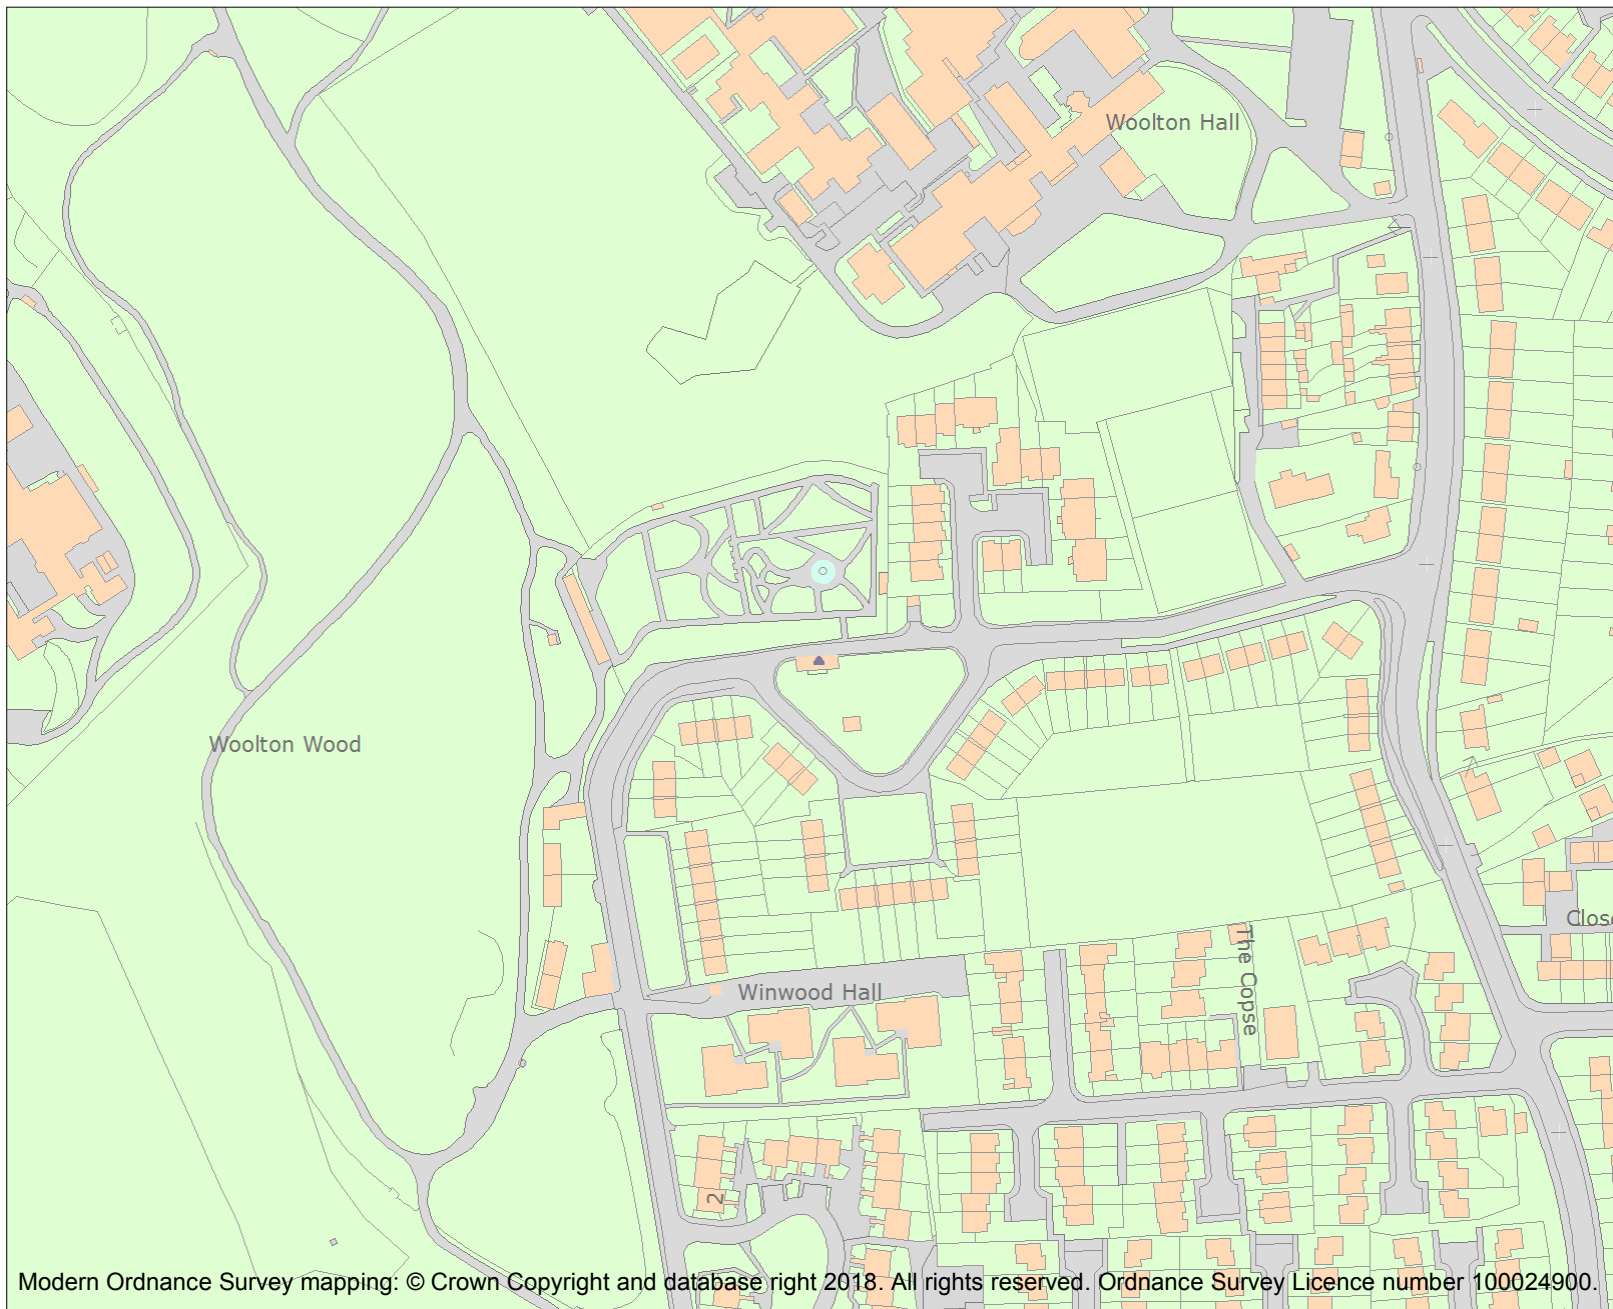 Woolton Hall
Woolton Wood
Close
The Copse
Winwood Hall
2
Modern Ordnance Survey mapping: © Crown Copyright and database right 2018. All rights reserved. Ordnance Survey Licence number 100024900.